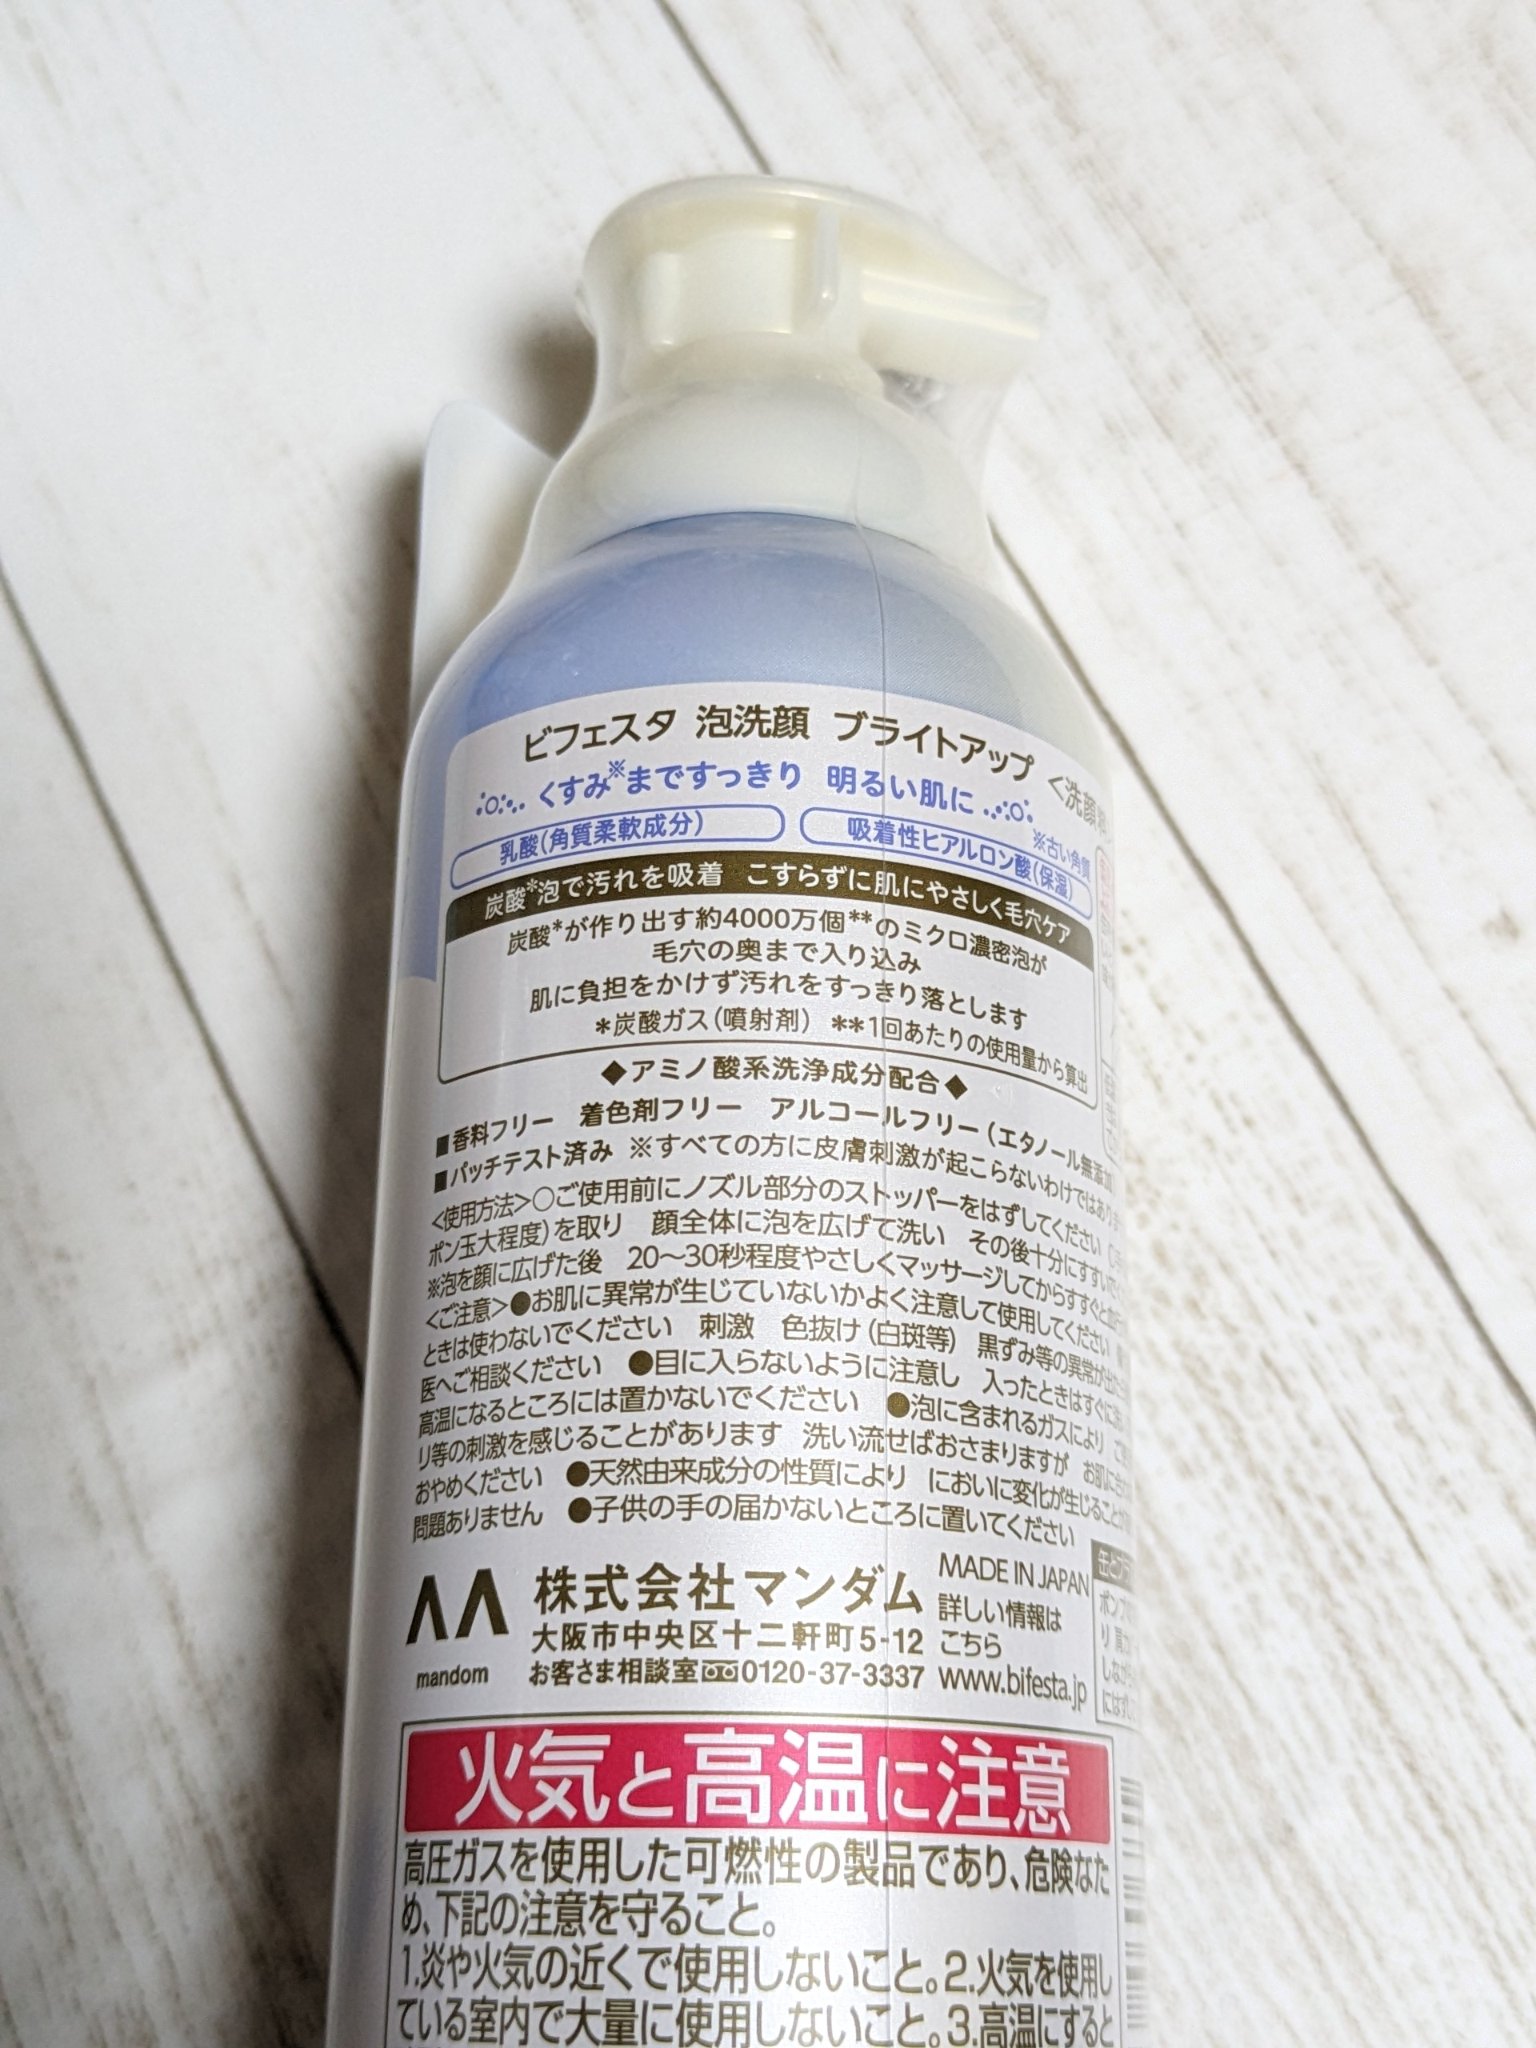 ビフェスタ 泡洗顔 ブライトアップ <洗顔
くすみ※まですっきり 明るい肌に
※古い角質
乳酸(角質柔軟成分)
吸着性ヒアルロン酸(保湿)
炭酸*泡で汚れを吸着 こすらずに肌にやさしく毛穴ケア
炭酸*が作り出す約4000万個**のミクロ濃密泡が
毛穴の奥まで入り込み
肌に負担をかけず汚れをすっきり落とします
*炭酸ガス(噴射剤) **1回あたりの使用量から算出
◆アミノ酸系洗浄成分配合◆
■香料フリー 着色剤フリー アルコールフリー(エタノール無添加
■パッチテスト済み ※すべての方に皮膚刺激が起こらないわけではあり
<使用方法>○ご使用前にノズル部分のストッパーをはずしてください
ポン玉大程度)を取り 顔全体に泡を広げて洗い その後十分にすすい
※泡を顔に広げた後 20〜30秒程度やさしくマッサージしてからすすぐと
<ご注意>●お肌に異常が生じていないかよく注意して使用してください
ときは使わないでください 刺激 色抜け(白斑等) 黒ずみ等の異常が出た
医へご相談ください ●目に入らないように注意し 入ったときはすぐに
高温になるところには置かないでください ●泡に含まれるガスにより
リ等の刺激を感じることがあります 洗い流せばおさまりますが お肌に
おやめください ●天然由来成分の性質により においに変化が生じること
問題ありません ●子供の手の届かないところに置いてください
mandom
株式会社マンダム
大阪市中央区十二軒町5-12
お客さま相談室 0120-37-3337
MADE IN JAPAN
詳しい情報は
こちら
www.bifesta.jp
火気と高温に注意
高圧ガスを使用した可燃性の製品であり、危険なた
め、下記の注意を守ること。
1.炎や火気の近くで使用しないこと。2.火気を使用し
ている室内で大量に使用しないこと。3.高温にすると